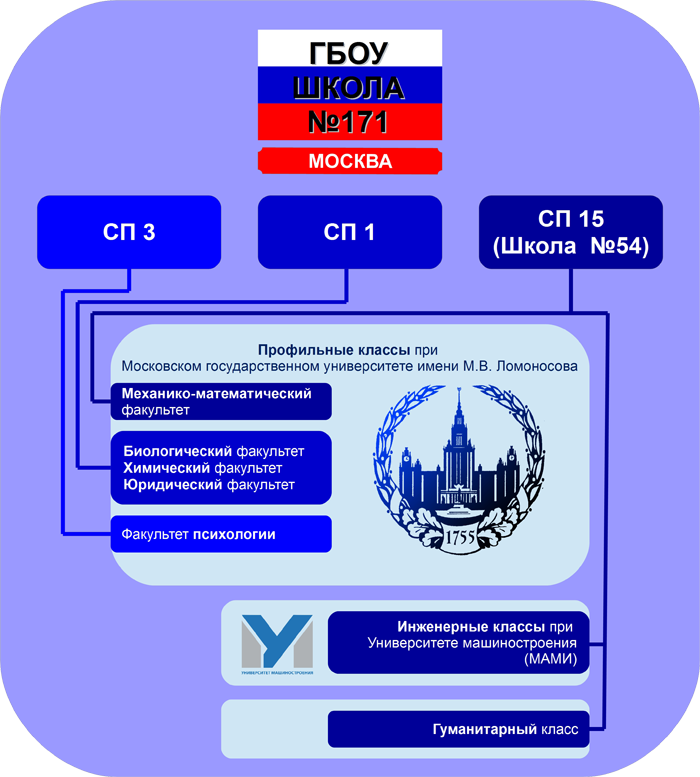 ГБОУ
ШКОЛА
№171
МОСКВА
СП 3
СП 1
СП 15
(Школа №54)
Профильные классы при
Московском государственном университете имени М.В. Ломоносова
Механико-математический
факультет
Биологический факультет
Химический факультет
Юридический факультет
Факультет психологии
1755
Инженерные классы при
Университете машиностроения
(МАМИ)
УНИВЕРСИТЕТ МАШИНОСТРОЕНИЯ
Гуманитарный класс